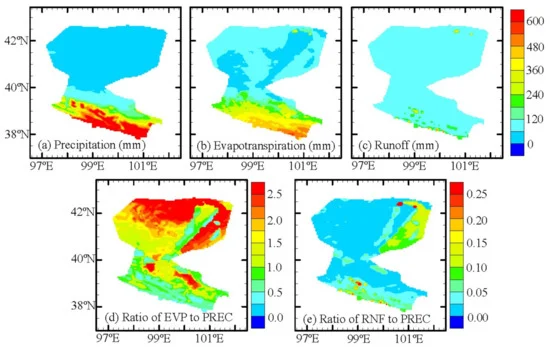 42°N
40°N
38°N
(a) Precipitation (mm)
(b) Evapotranspiration (mm)
(c) Runoff (mm)
600
480
360
240
120
0
97°E 99°E 101°E 97°E 99°E 101°E 97°E 99°E 101°E
42°N
40°N
38°N
(d) Ratio of EVP to PREC
2.5
2.0
1.5
1.0
0.5
0.0
(e) Ratio of RNF to PREC
0.25
0.20
0.15
0.10
0.05
0.00
97°E 99°E 101°E 97°E 99°E 101°E